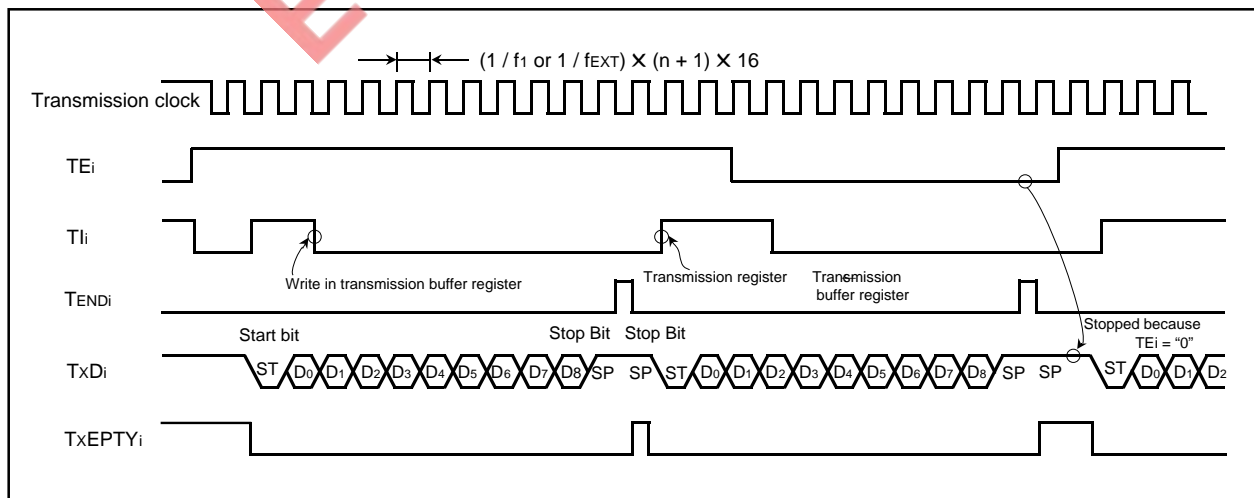 E
(1 / f1 or 1 / fEXT) X (n + 1) X 16
Transmission clock
TEi
TIi
Write in transmission buffer register
Transmission register
Transmission
buffer register
TENDi
Start bit
Stop Bit
Stop Bit
Stopped because
TEi = “0”
TXDi
ST D0 D1 D2 D3 D4 D5 D6 D7 D8 SP SP ST D0 D1 D2 D3 D4 D5 D6 D7 D8 SP SP ST D0 D1 D2
TXEPTYi